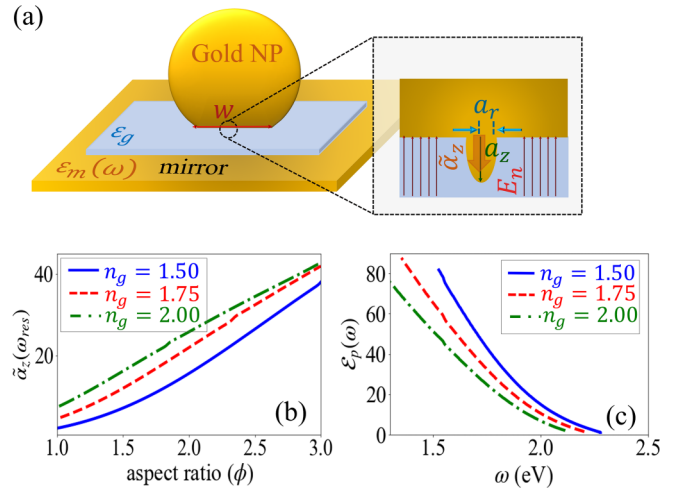 (a)
Gold NP
w
ε_g
ε_m(ω) mirror
a_r
α̃_z
a_z
E_n
n_g = 1.50
n_g = 1.75
n_g = 2.00
α̃_z(ω_res)
40
20
1.0 1.5 2.0 2.5 3.0
aspect ratio (ϕ)
(b)
n_g = 1.50
n_g = 1.75
n_g = 2.00
ℰ_p(ω)
80
60
40
20
0
1.5 2.0 2.5
ω (eV)
(c)